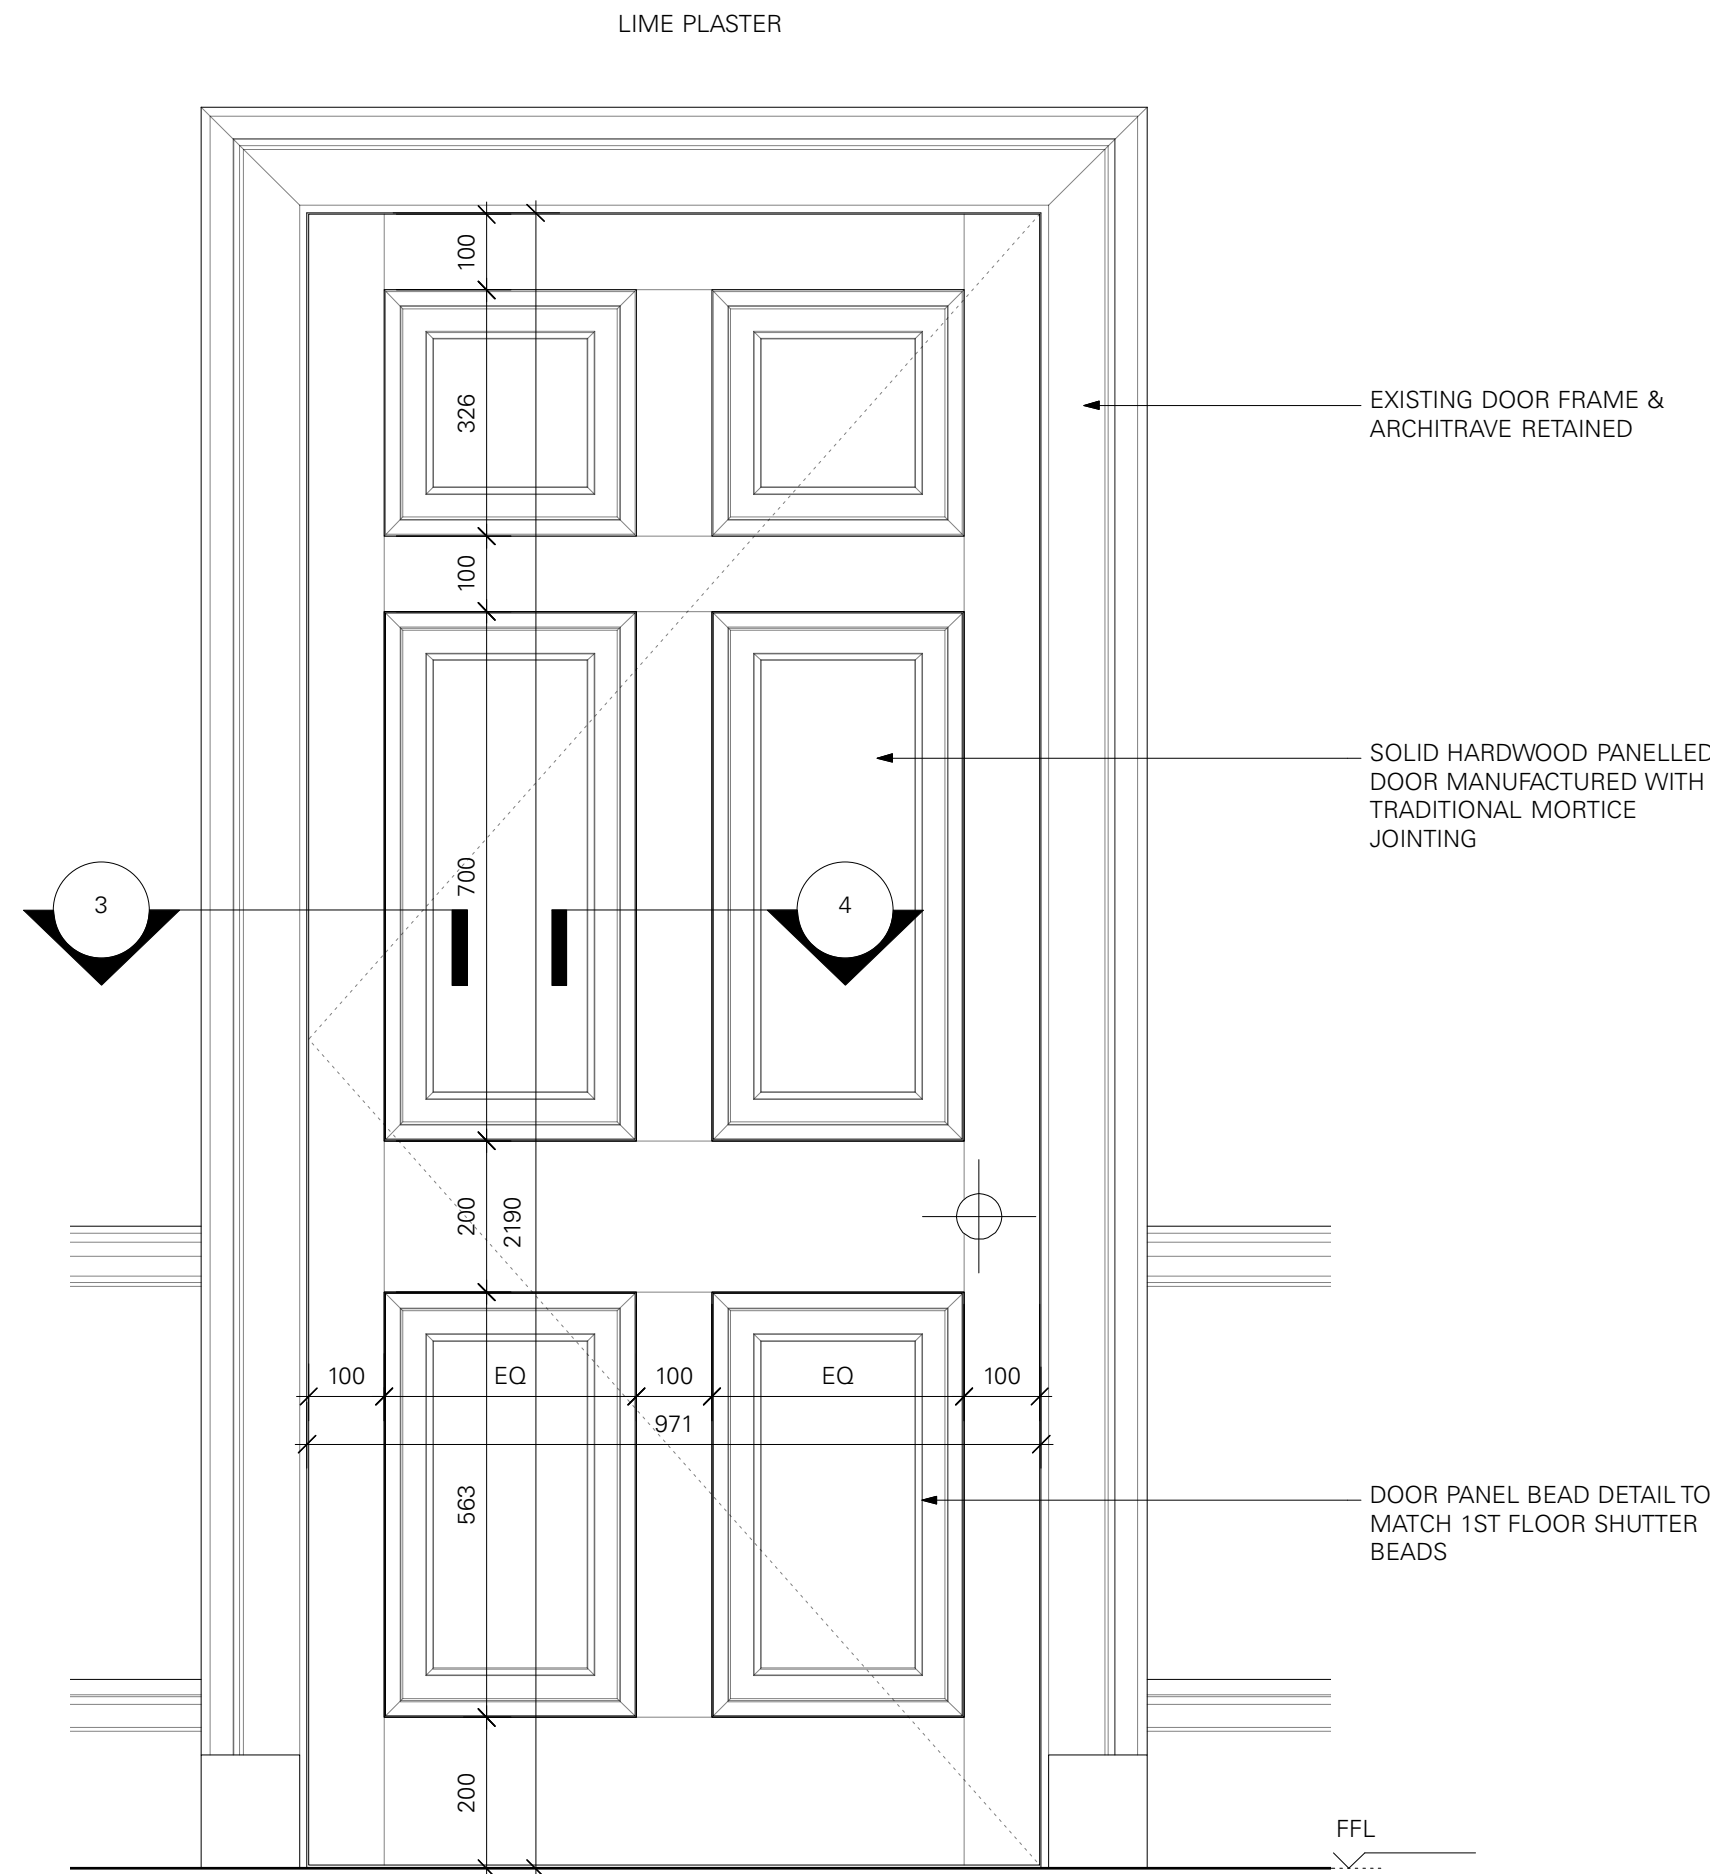 LIME PLASTER
100
326
EXISTING DOOR FRAME &
ARCHITRAVE RETAINED
100
SOLID HARDWOOD PANELLED
DOOR MANUFACTURED WITH
TRADITIONAL MORTICE
JOINTING
700
3
4
200
2190
100
EQ
100
EQ
100
971
563
DOOR PANEL BEAD DETAIL TO
MATCH 1ST FLOOR SHUTTER
BEADS
200
FFL